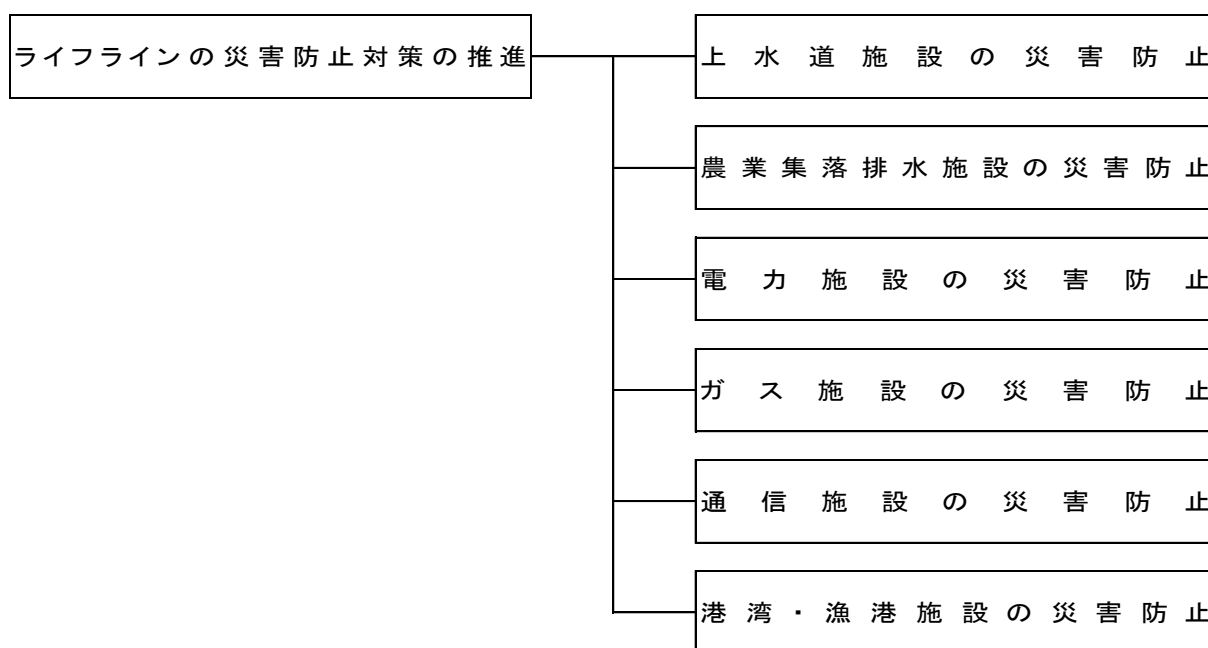 ライフラインの災害防止対策の推進
上水道施設の災害防止
農業集落排水施設の災害防止
電力施設の災害防止
ガス施設の災害防止
通信施設の災害防止
港湾・漁港施設の災害防止